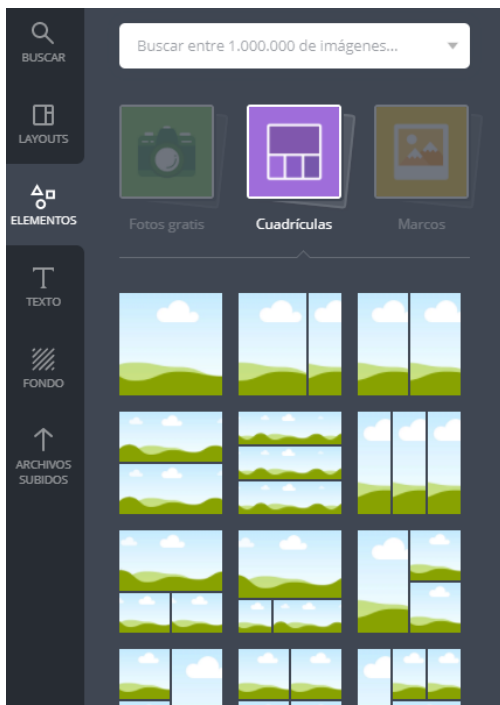 BUSCAR
LAYOUTS
ELEMENTOS
TEXTO
FONDO
ARCHIVOS
SUBIDOS
Buscar entre 1.000.000 de imágenes...
Fotos gratis
Cuadrículas
Marcos